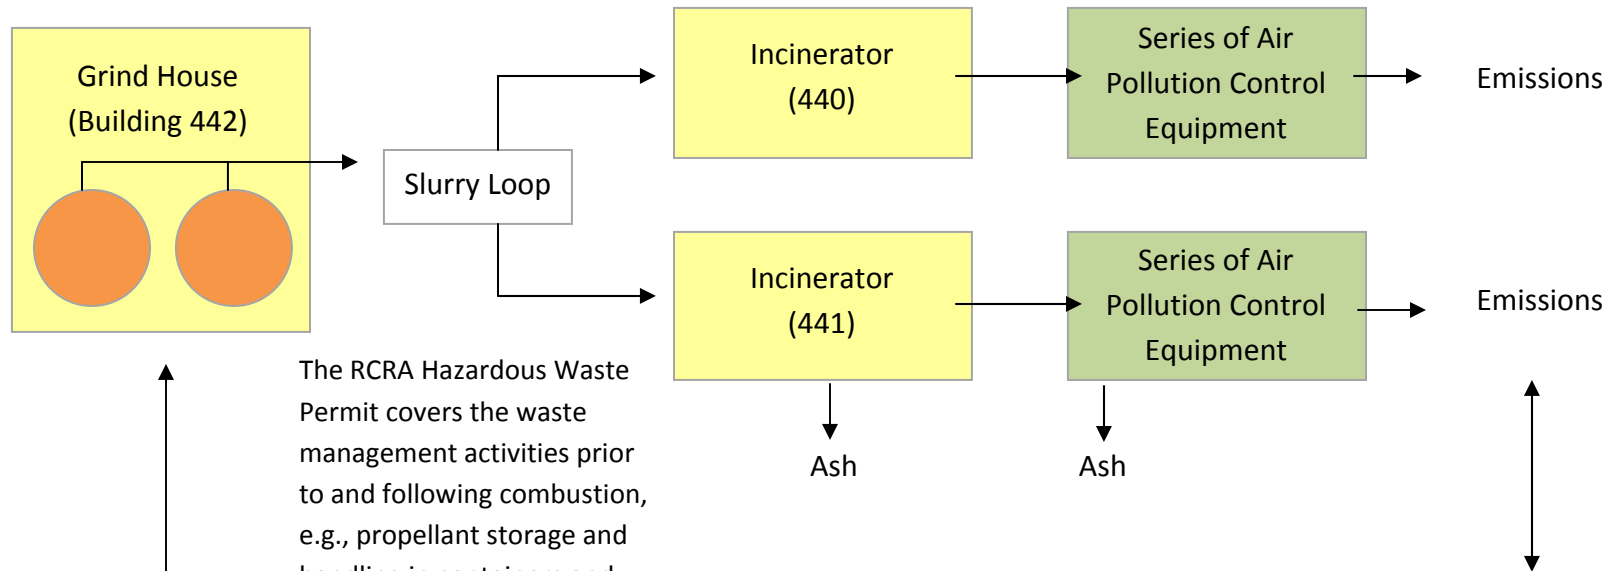 Grind House
(Building 442)
Slurry Loop
Incinerator
(440)
Series of Air
Pollution Control
Equipment
Emissions
Incinerator
(441)
Series of Air
Pollution Control
Equipment
Emissions
Ash
Ash
The RCRA Hazardous Waste
Permit covers the waste
management activities prior
to and following combustion,
e.g., propellant storage and